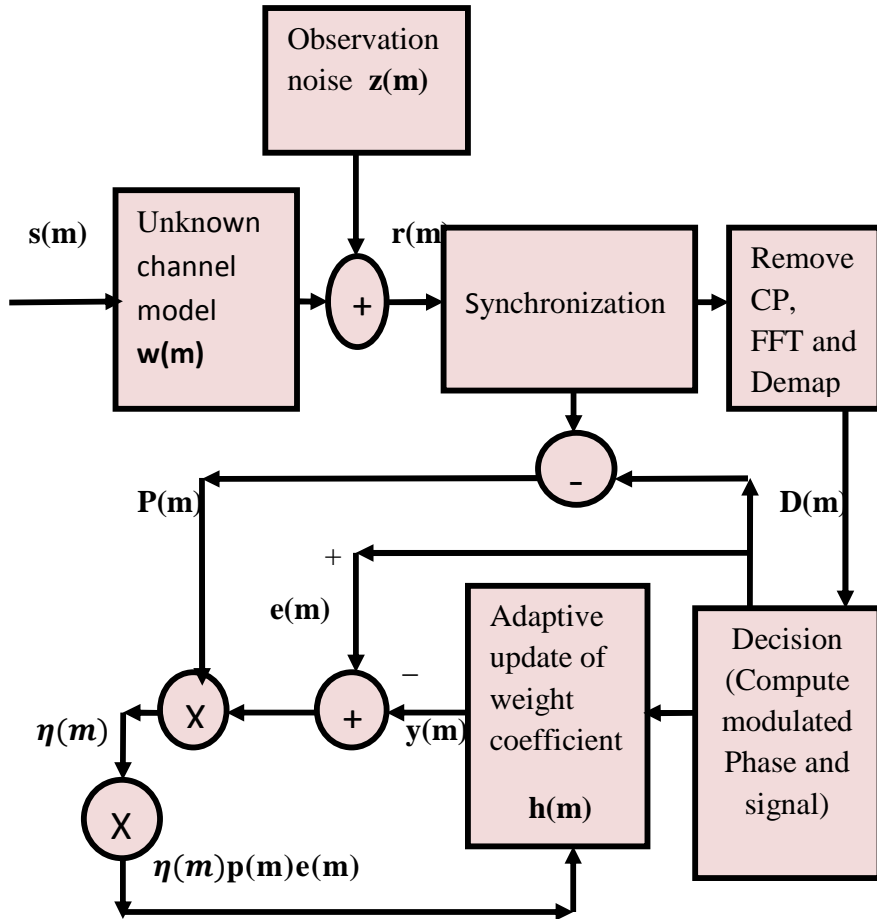 Observation
noise z(m)
s(m)
Unknown
channel
model
w(m)
+
r(m)
Synchronization
Remove
CP,
FFT and
Demap
-
P(m)
D(m)
+
e(m)
Adaptive
update of
weight
coefficient
h(m)
Decision
(Compute
modulated
Phase and
signal)
−
X
+
y(m)
η(m)
X
η(m)p(m)e(m)